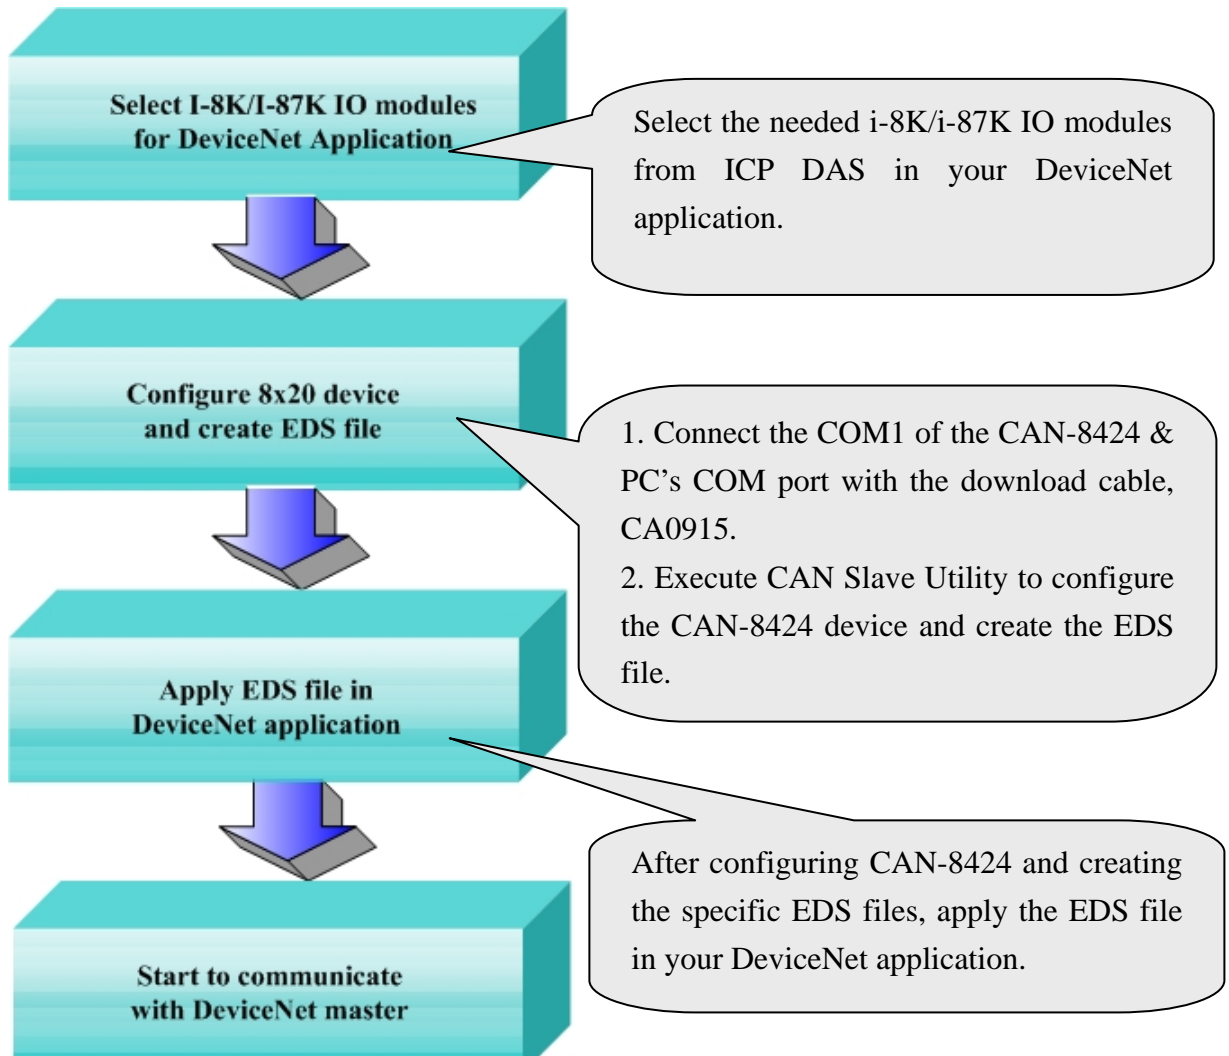 Select I-8K/I-87K IO modules
for DeviceNet Application
Select the needed i-8K/i-87K IO modules
from ICP DAS in your DeviceNet
application.
Configure 8x20 device
and create EDS file
1. Connect the COM1 of the CAN-8424 &
PC’s COM port with the download cable,
CA0915.
2. Execute CAN Slave Utility to configure
the CAN-8424 device and create the EDS
file.
Apply EDS file in
DeviceNet application
After configuring CAN-8424 and creating
the specific EDS files, apply the EDS file
in your DeviceNet application.
Start to communicate
with DeviceNet master